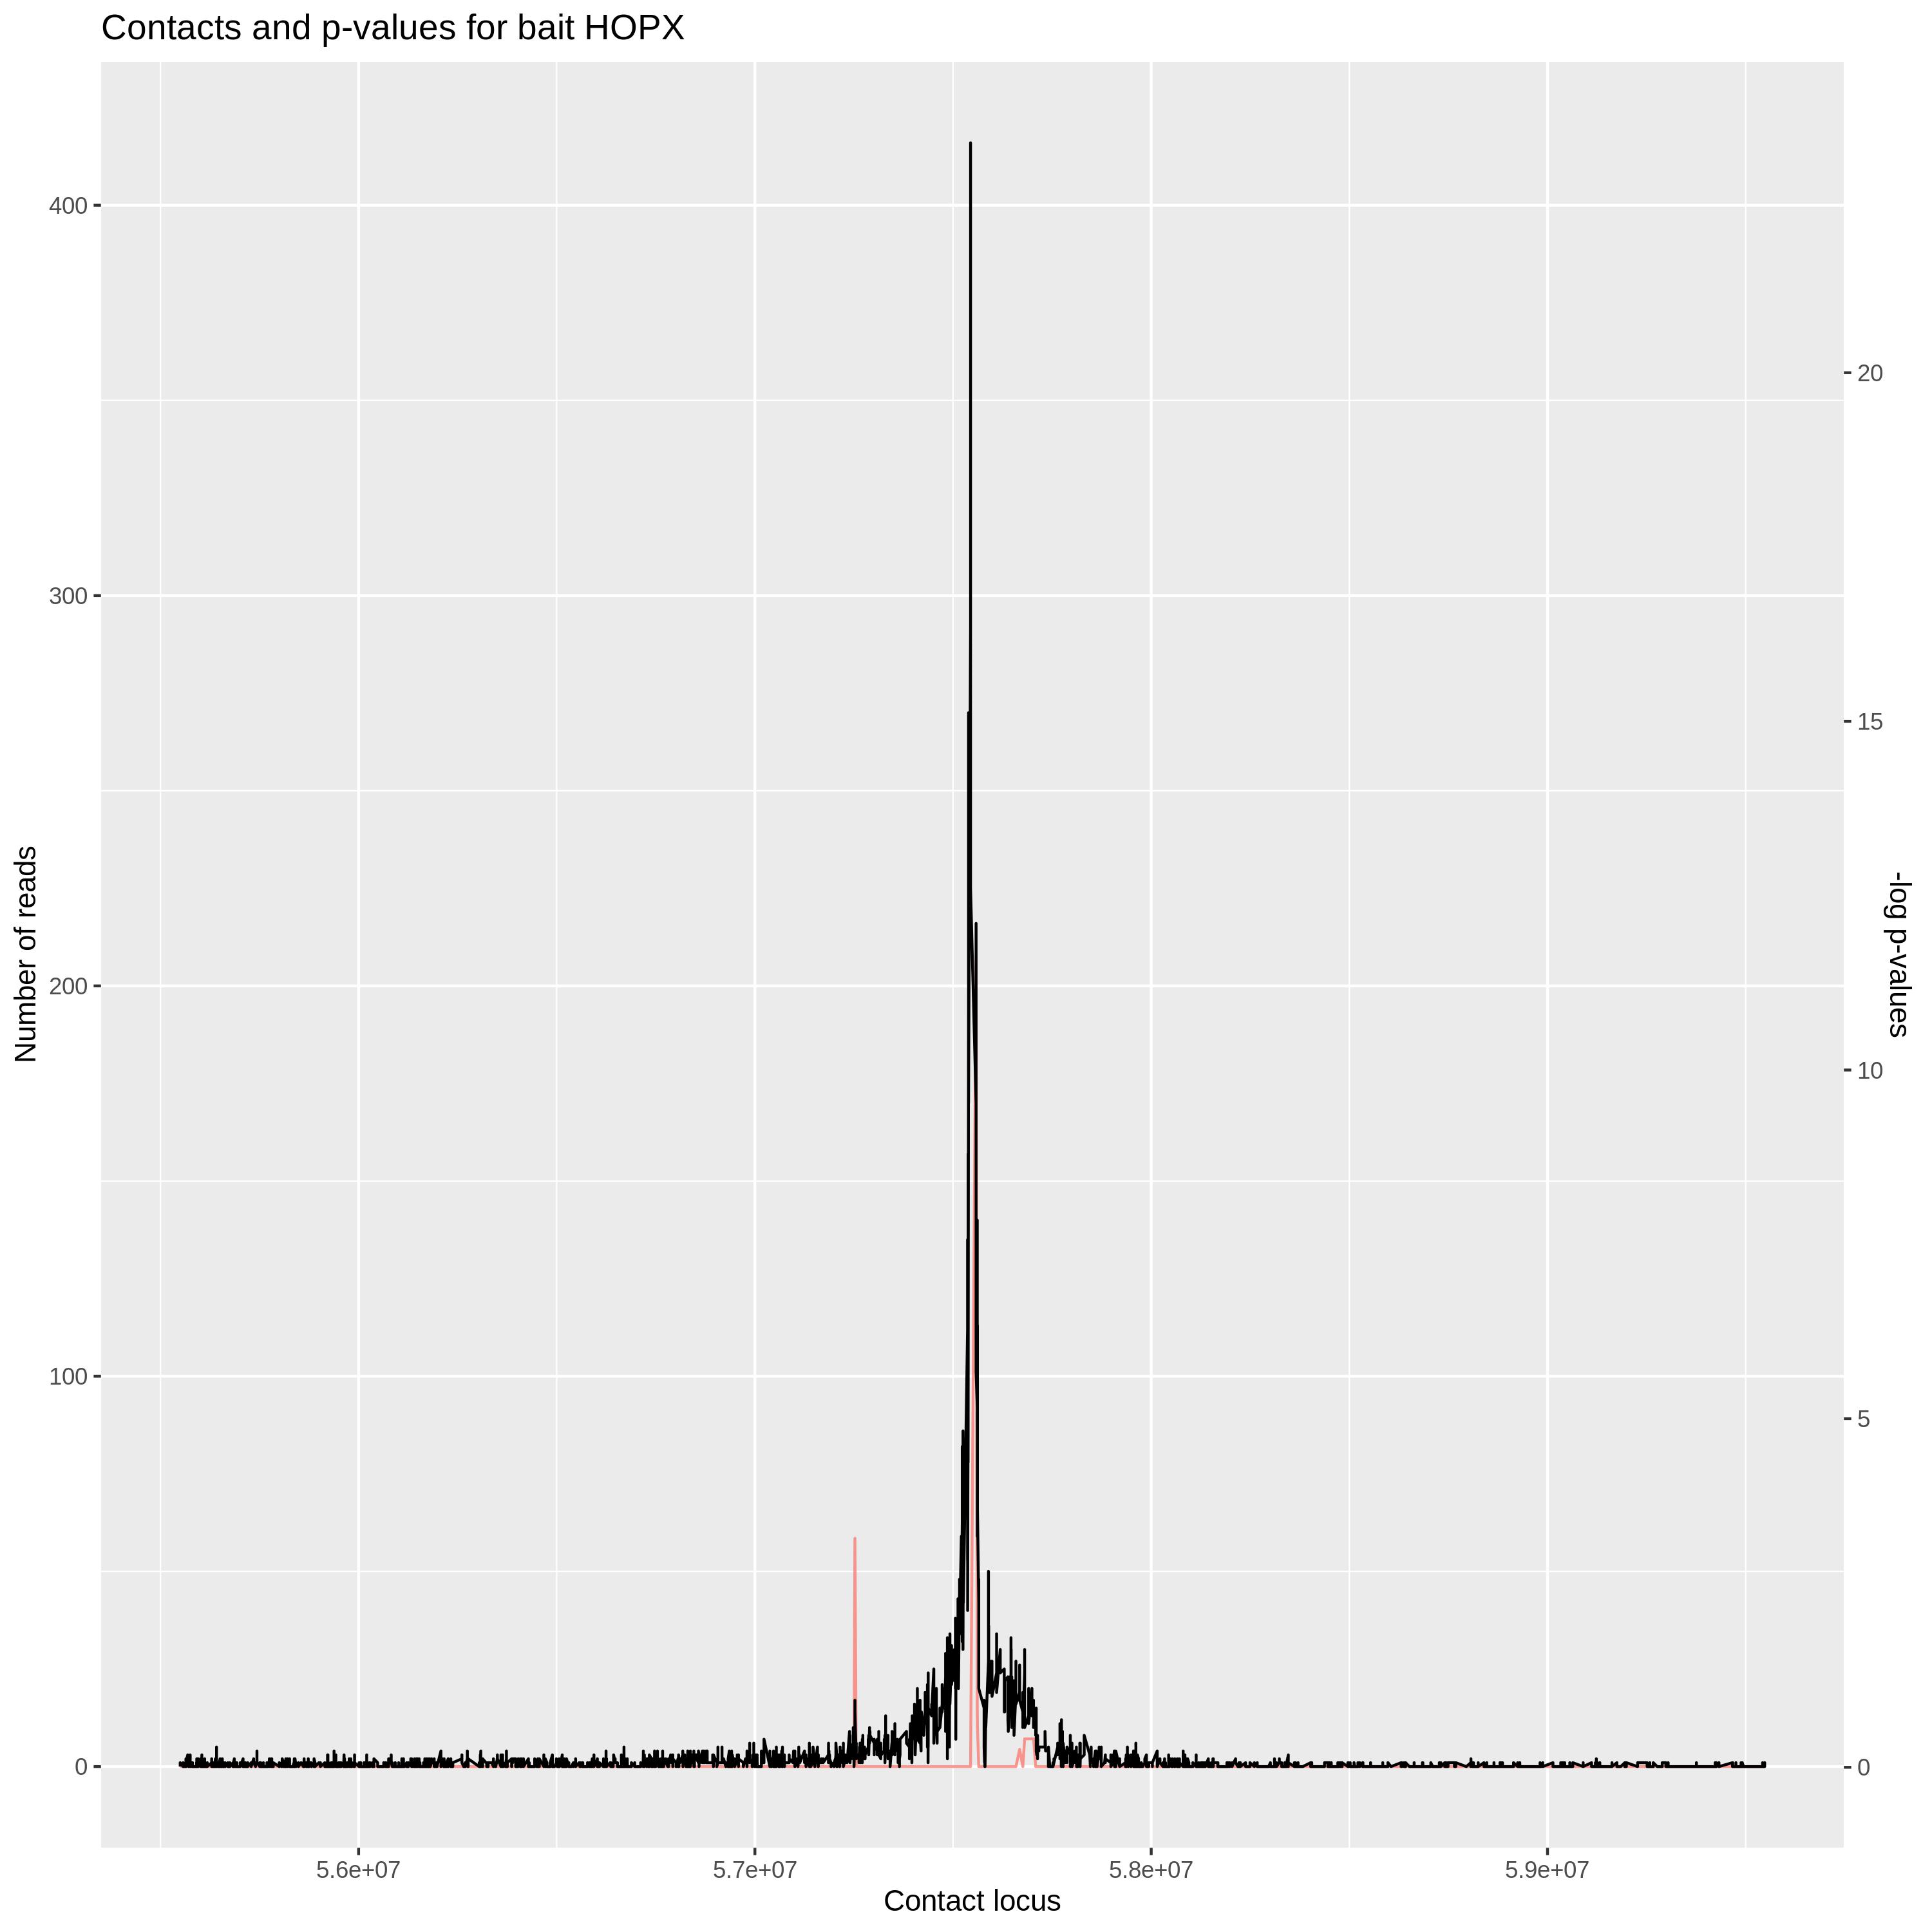 Contacts and p-values for bait HOPX
400
300
200
100
0
Number of reads
20
15
10
5
0
-log p-values
5.6e+07
5.7e+07
5.8e+07
5.9e+07
Contact locus